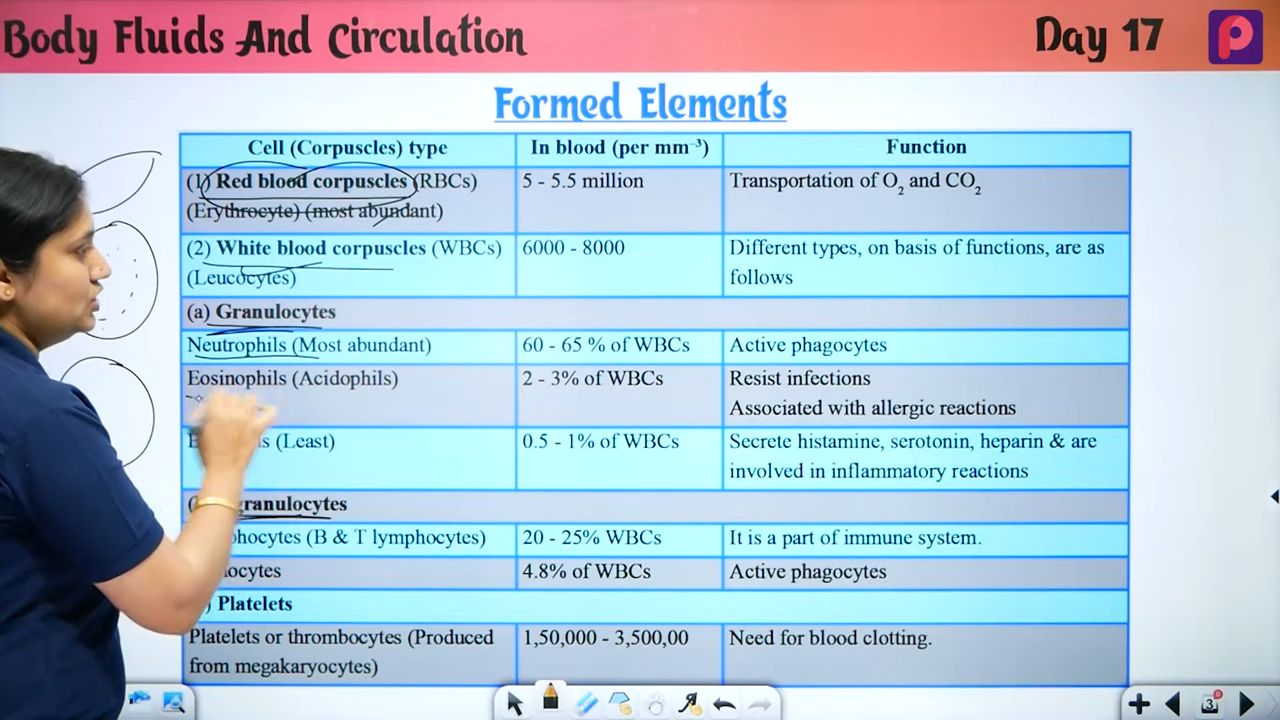 Body Fluids And Circulation
Day 17
Formed Elements
Cell (Corpuscles) type
In blood (per mm⁻³)
Function
(1) Red blood corpuscles (RBCs)
(Erythrocyte) (most abundant)
5 - 5.5 million
Transportation of O₂ and CO₂
(2) White blood corpuscles (WBCs)
(Leucocytes)
6000 - 8000
Different types, on basis of functions, are as
follows
(a) Granulocytes
Neutrophils (Most abundant)
60 - 65 % of WBCs
Active phagocytes
Eosinophils (Acidophils)
2 - 3% of WBCs
Resist infections
Associated with allergic reactions
(Least)
0.5 - 1% of WBCs
Secrete histamine, serotonin, heparin & are
involved in inflammatory reactions
granulocytes
phocytes (B & T lymphocytes)
20 - 25% WBCs
It is a part of immune system.
ocytes
4.8% of WBCs
Active phagocytes
) Platelets
Platelets or thrombocytes (Produced
from megakaryocytes)
1,50,000 - 3,500,00
Need for blood clotting.
3